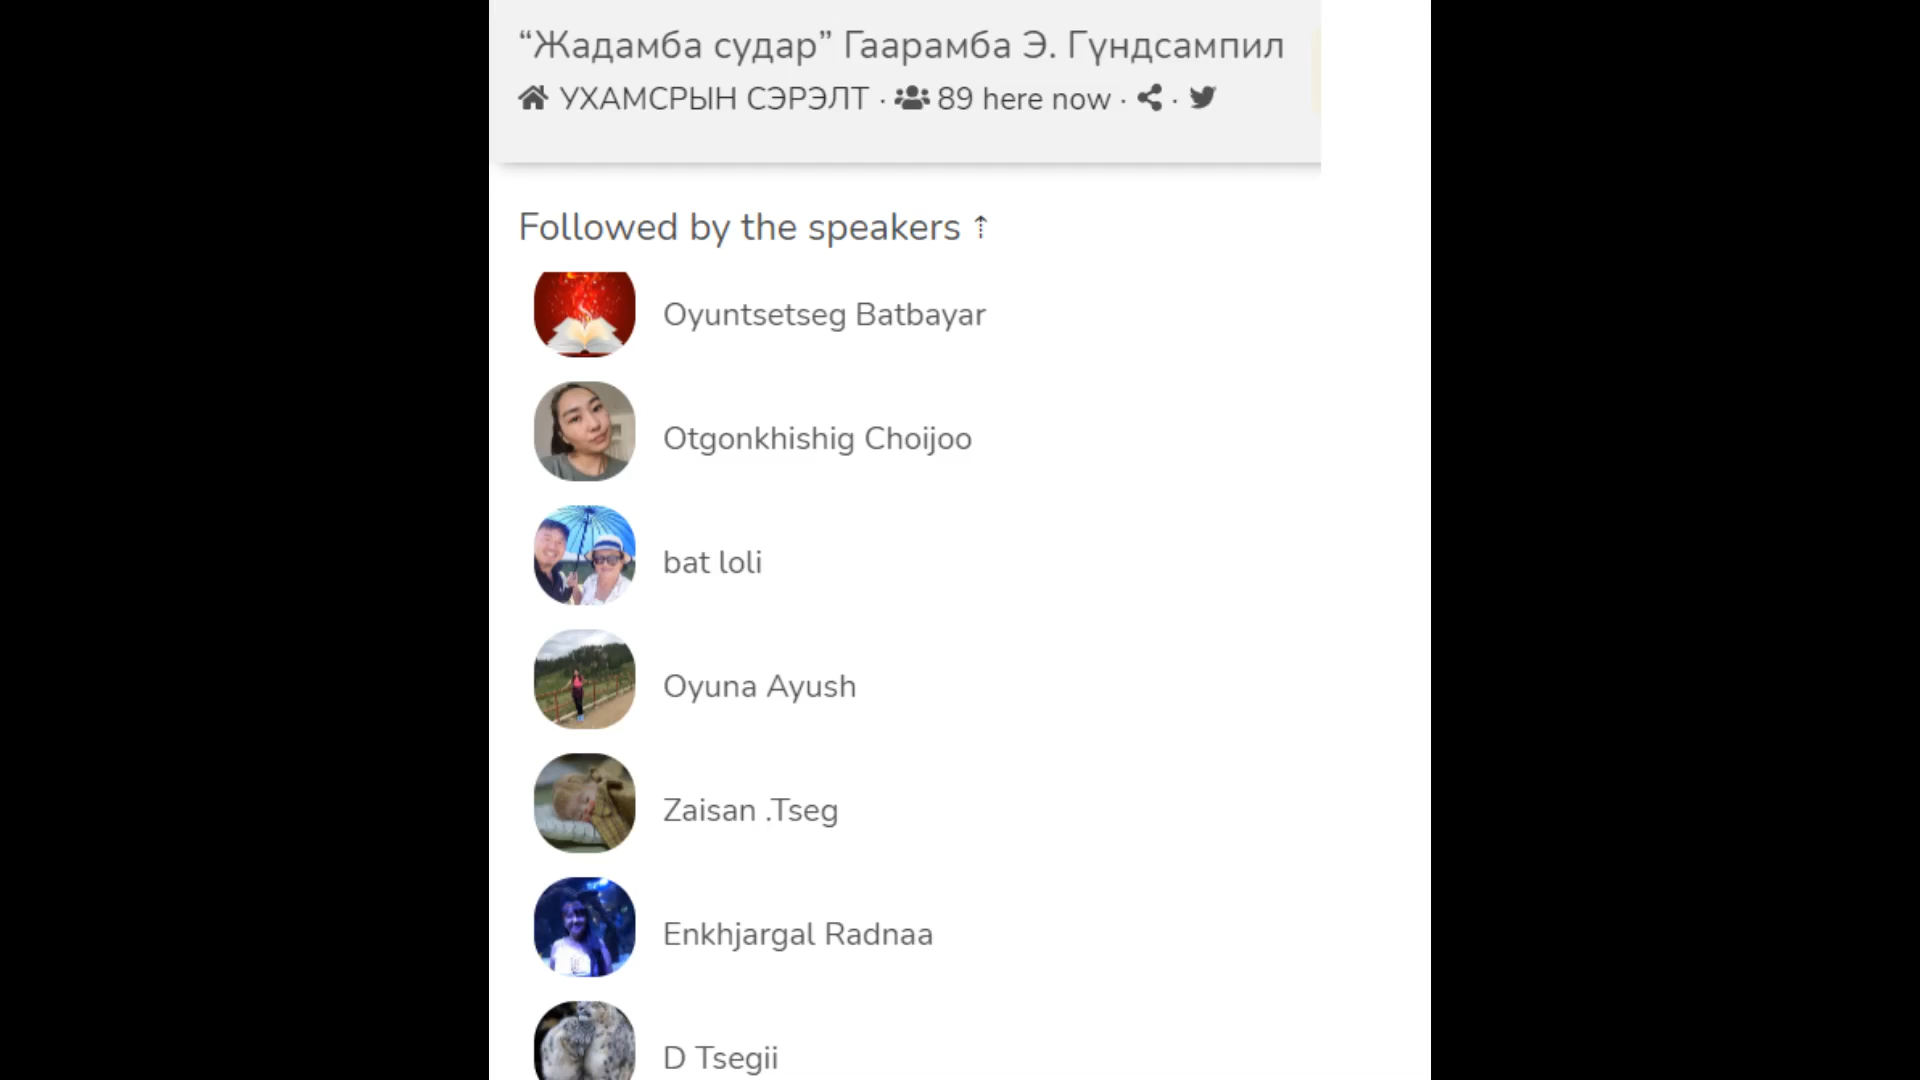 “Жадамба судар” Гаарамба Э. Гүндсампил
УХАМСРЫН СЭРЭЛТ · 89 here now · ·
Followed by the speakers ⇡
Oyuntsetseg Batbayar
Otgonkhishig Choijoo
bat loli
Oyuna Ayush
Zaisan .Tseg
Enkhjargal Radnaa
D Tsegii